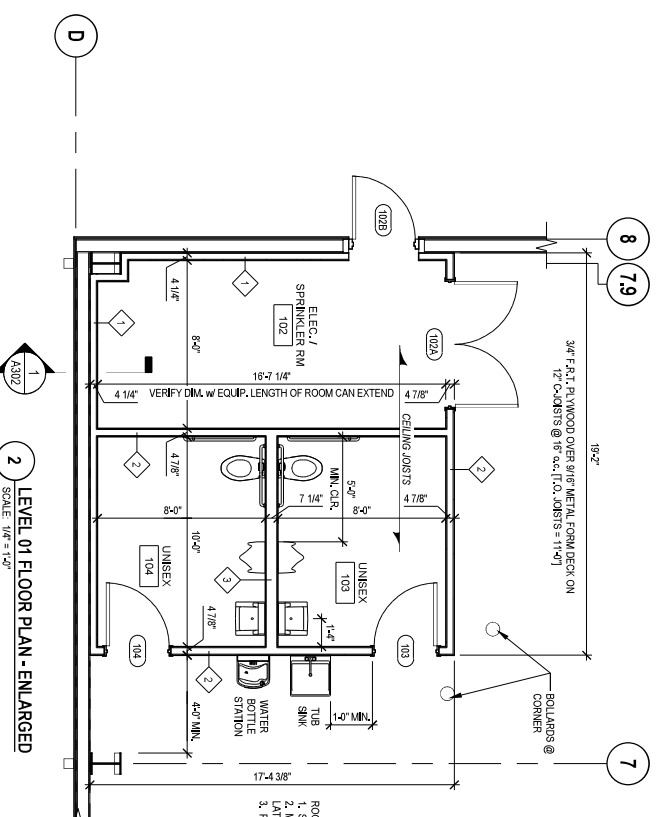 8
7.9
7
D
19'-2"
3/4" F.R.T. PLYWOOD OVER 9/16" METAL FORM DECK ON
12" C-JOISTS @ 16" o.c. [T.O. JOISTS = 11'-0"]
BOLLARDS @
CORNER
102B
102A
ELEC. /
SPRINKLER RM
102
1
1
4 1/4"
8'-0"
16'-7 1/4"
4 1/4"
VERIFY DIM. w/ EQUIP. LENGTH OF ROOM CAN EXTEND
4 7/8"
CEILING JOISTS
2
2
4 7/8"
8'-0"
10'-0"
7 1/4"
5'-0"
MIN. CLR.
8'-0"
4 7/8"
UNISEX
104
UNISEX
103
3
4 7/8"
1'-4"
104
103
2
4'-0" MIN.
WATER
BOTTLE
STATION
TUB
SINK
1'-0" MIN.
17'-4 3/8"
1
A302
2
LEVEL 01 FLOOR PLAN - ENLARGED
SCALE: 1/4" = 1'-0"
1. S
2. M
LAT